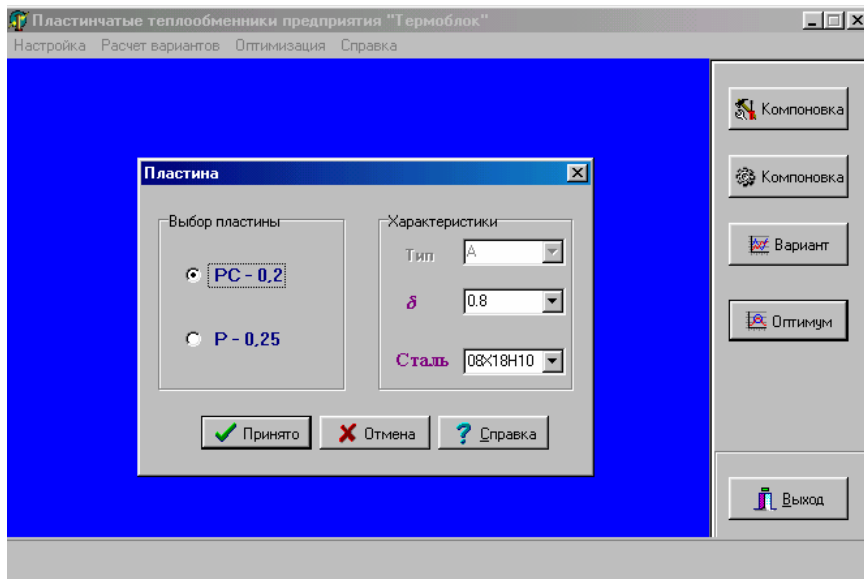 Пластинчатые теплообменники предприятия "Термоблок"
Настройка Расчет вариантов Оптимизация Справка
Компоновка
Компоновка
Вариант
Оптимум
Выход
Пластина
Выбор пластины
РС - 0,2
Р - 0,25
Характеристики
Тип А
δ 0.8
Сталь 08Х18Н10
Принято Отмена Справка